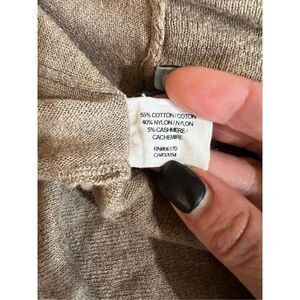 55% COTTON/COTON
40% NYLON/NYLON
5% CASHMERE/
CACHEMIRE